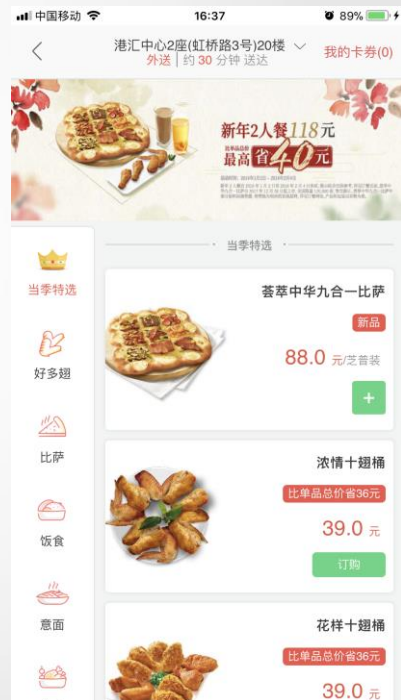 中国移动 16:37 89%
港汇中心2座(虹桥路3号)20楼
外送 | 约 30 分钟 送达
我的卡券(0)
新年2人餐118元
最高省40元
当季特选
当季特选
荟萃中华九合一比萨
新品
88.0 元/芝普装
+
好多翅
比萨
浓情十翅桶
比单品总价省36元
39.0 元
订购
饭食
意面
花样十翅桶
比单品总价省36元
39.0 元